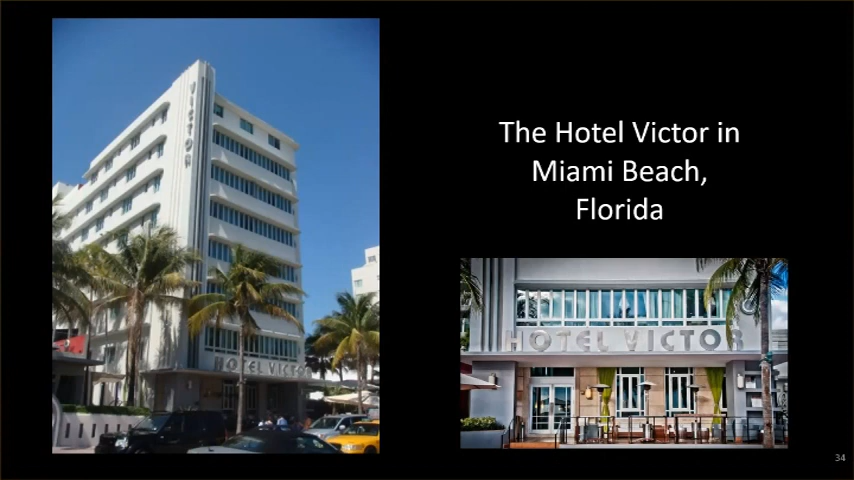 VICTOR
HOTEL VICTOR
The Hotel Victor in
Miami Beach,
Florida
HOTEL VICTOR
34